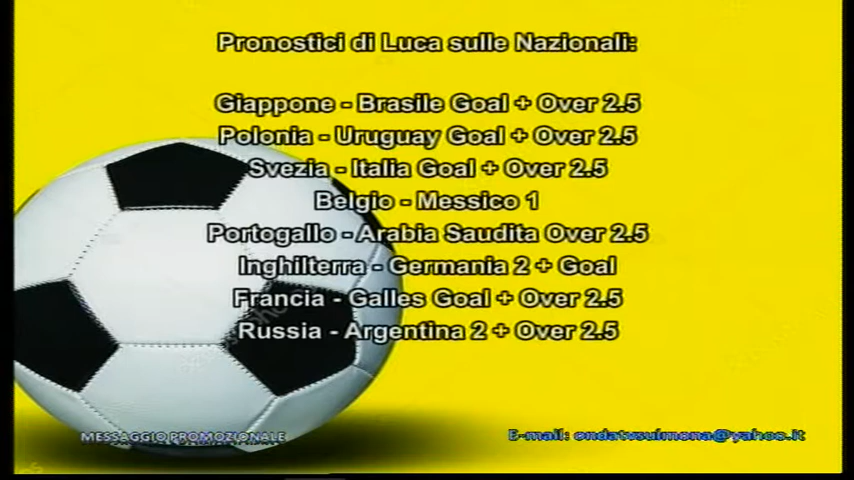 Pronostici di Luca sulle Nazionali:
Giappone - Brasile Goal + Over 2.5
Polonia - Uruguay Goal + Over 2.5
Svezia - Italia Goal + Over 2.5
Belgio - Messico 1
Portogallo - Arabia Saudita Over 2.5
Inghilterra - Germania 2 + Goal
Francia - Galles Goal + Over 2.5
Russia - Argentina 2 + Over 2.5
MESSAGGIO PROMOZIONALE
E-mail: ondatvsulmona@yahoo.it